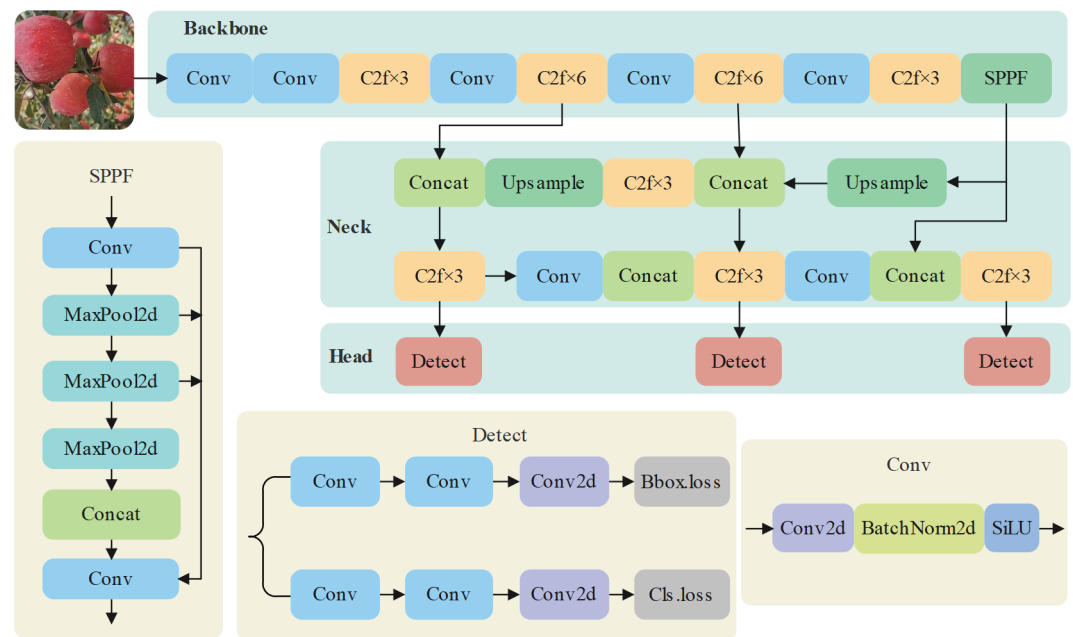 Backbone
Conv Conv C2f×3 Conv C2f×6 Conv C2f×6 Conv C2f×3 SPPF
Neck
Concat Upsample C2f×3 Concat Upsample
C2f×3 Conv Concat C2f×3 Conv Concat C2f×3
Head
Detect Detect Detect
SPPF
Conv
MaxPool2d
MaxPool2d
MaxPool2d
Concat
Conv
Detect
Conv Conv Conv2d Bbox.loss
Conv Conv Conv2d Cls.loss
Conv
Conv2d BatchNorm2d SiLU